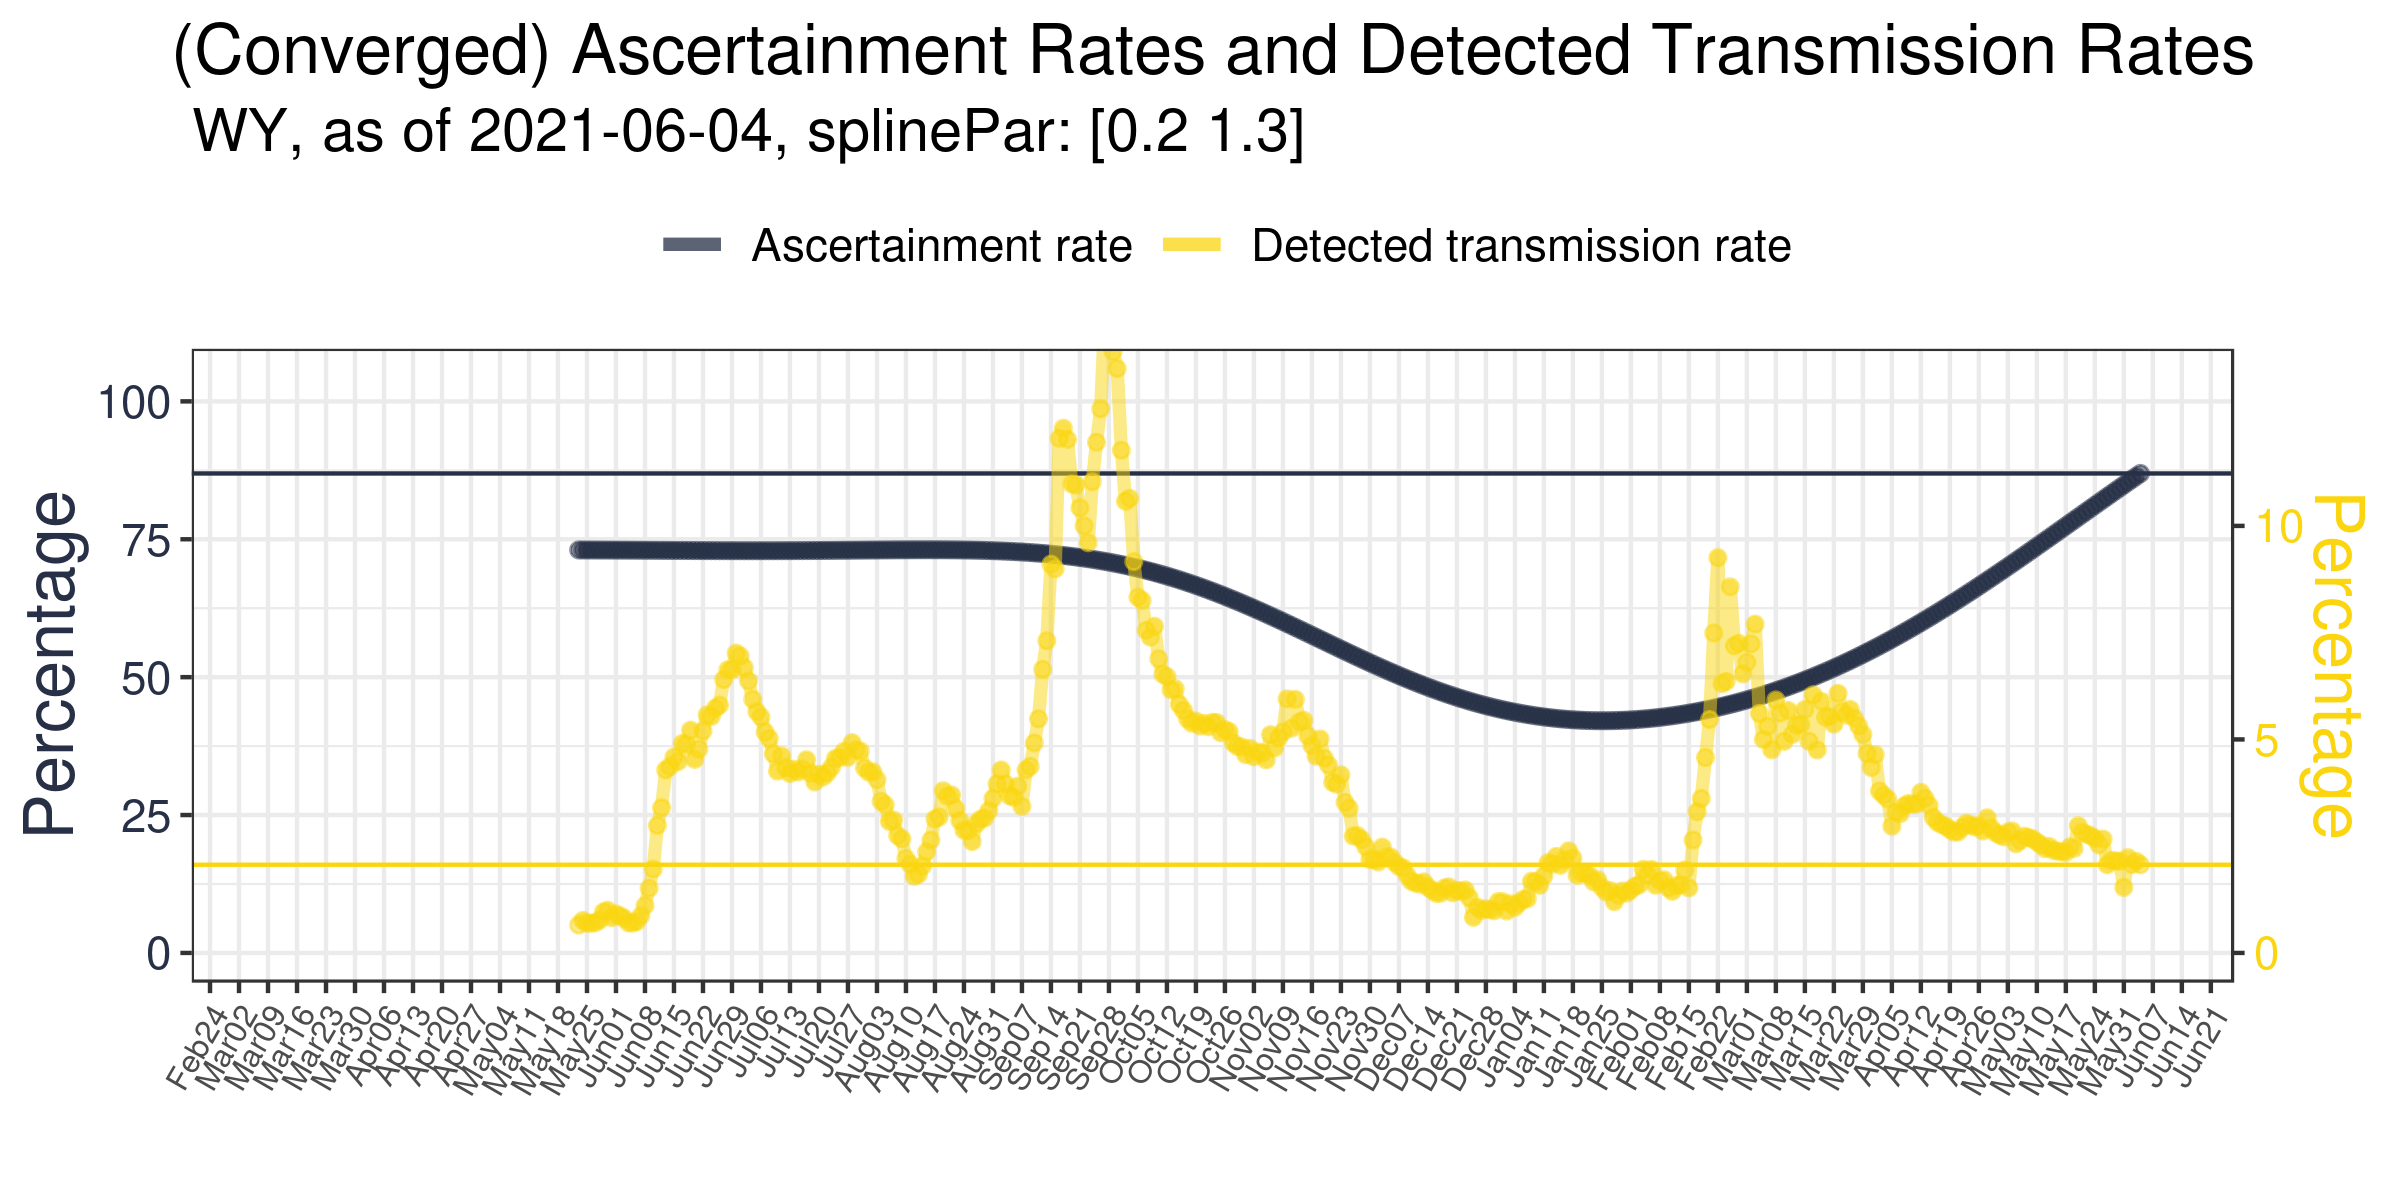 (Converged) Ascertainment Rates and Detected Transmission Rates
WY, as of 2021-06-04, splinePar: [0.2 1.3]
Ascertainment rate
Detected transmission rate
Percentage
100
75
50
25
0
10
5
0
Percentage
Feb24
Mar02
Mar09
Mar16
Mar23
Mar30
Apr06
Apr13
Apr20
Apr27
May04
May11
May18
May25
Jun01
Jun08
Jun15
Jun22
Jun29
Jul06
Jul13
Jul20
Jul27
Aug03
Aug10
Aug17
Aug24
Aug31
Sep07
Sep14
Sep21
Sep28
Oct05
Oct12
Oct19
Oct26
Nov02
Nov09
Nov16
Nov23
Nov30
Dec07
Dec14
Dec21
Dec28
Jan04
Jan11
Jan18
Jan25
Feb01
Feb08
Feb15
Feb22
Mar01
Mar08
Mar15
Mar22
Mar29
Apr05
Apr12
Apr19
Apr26
May03
May10
May17
May24
May31
Jun07
Jun14
Jun21